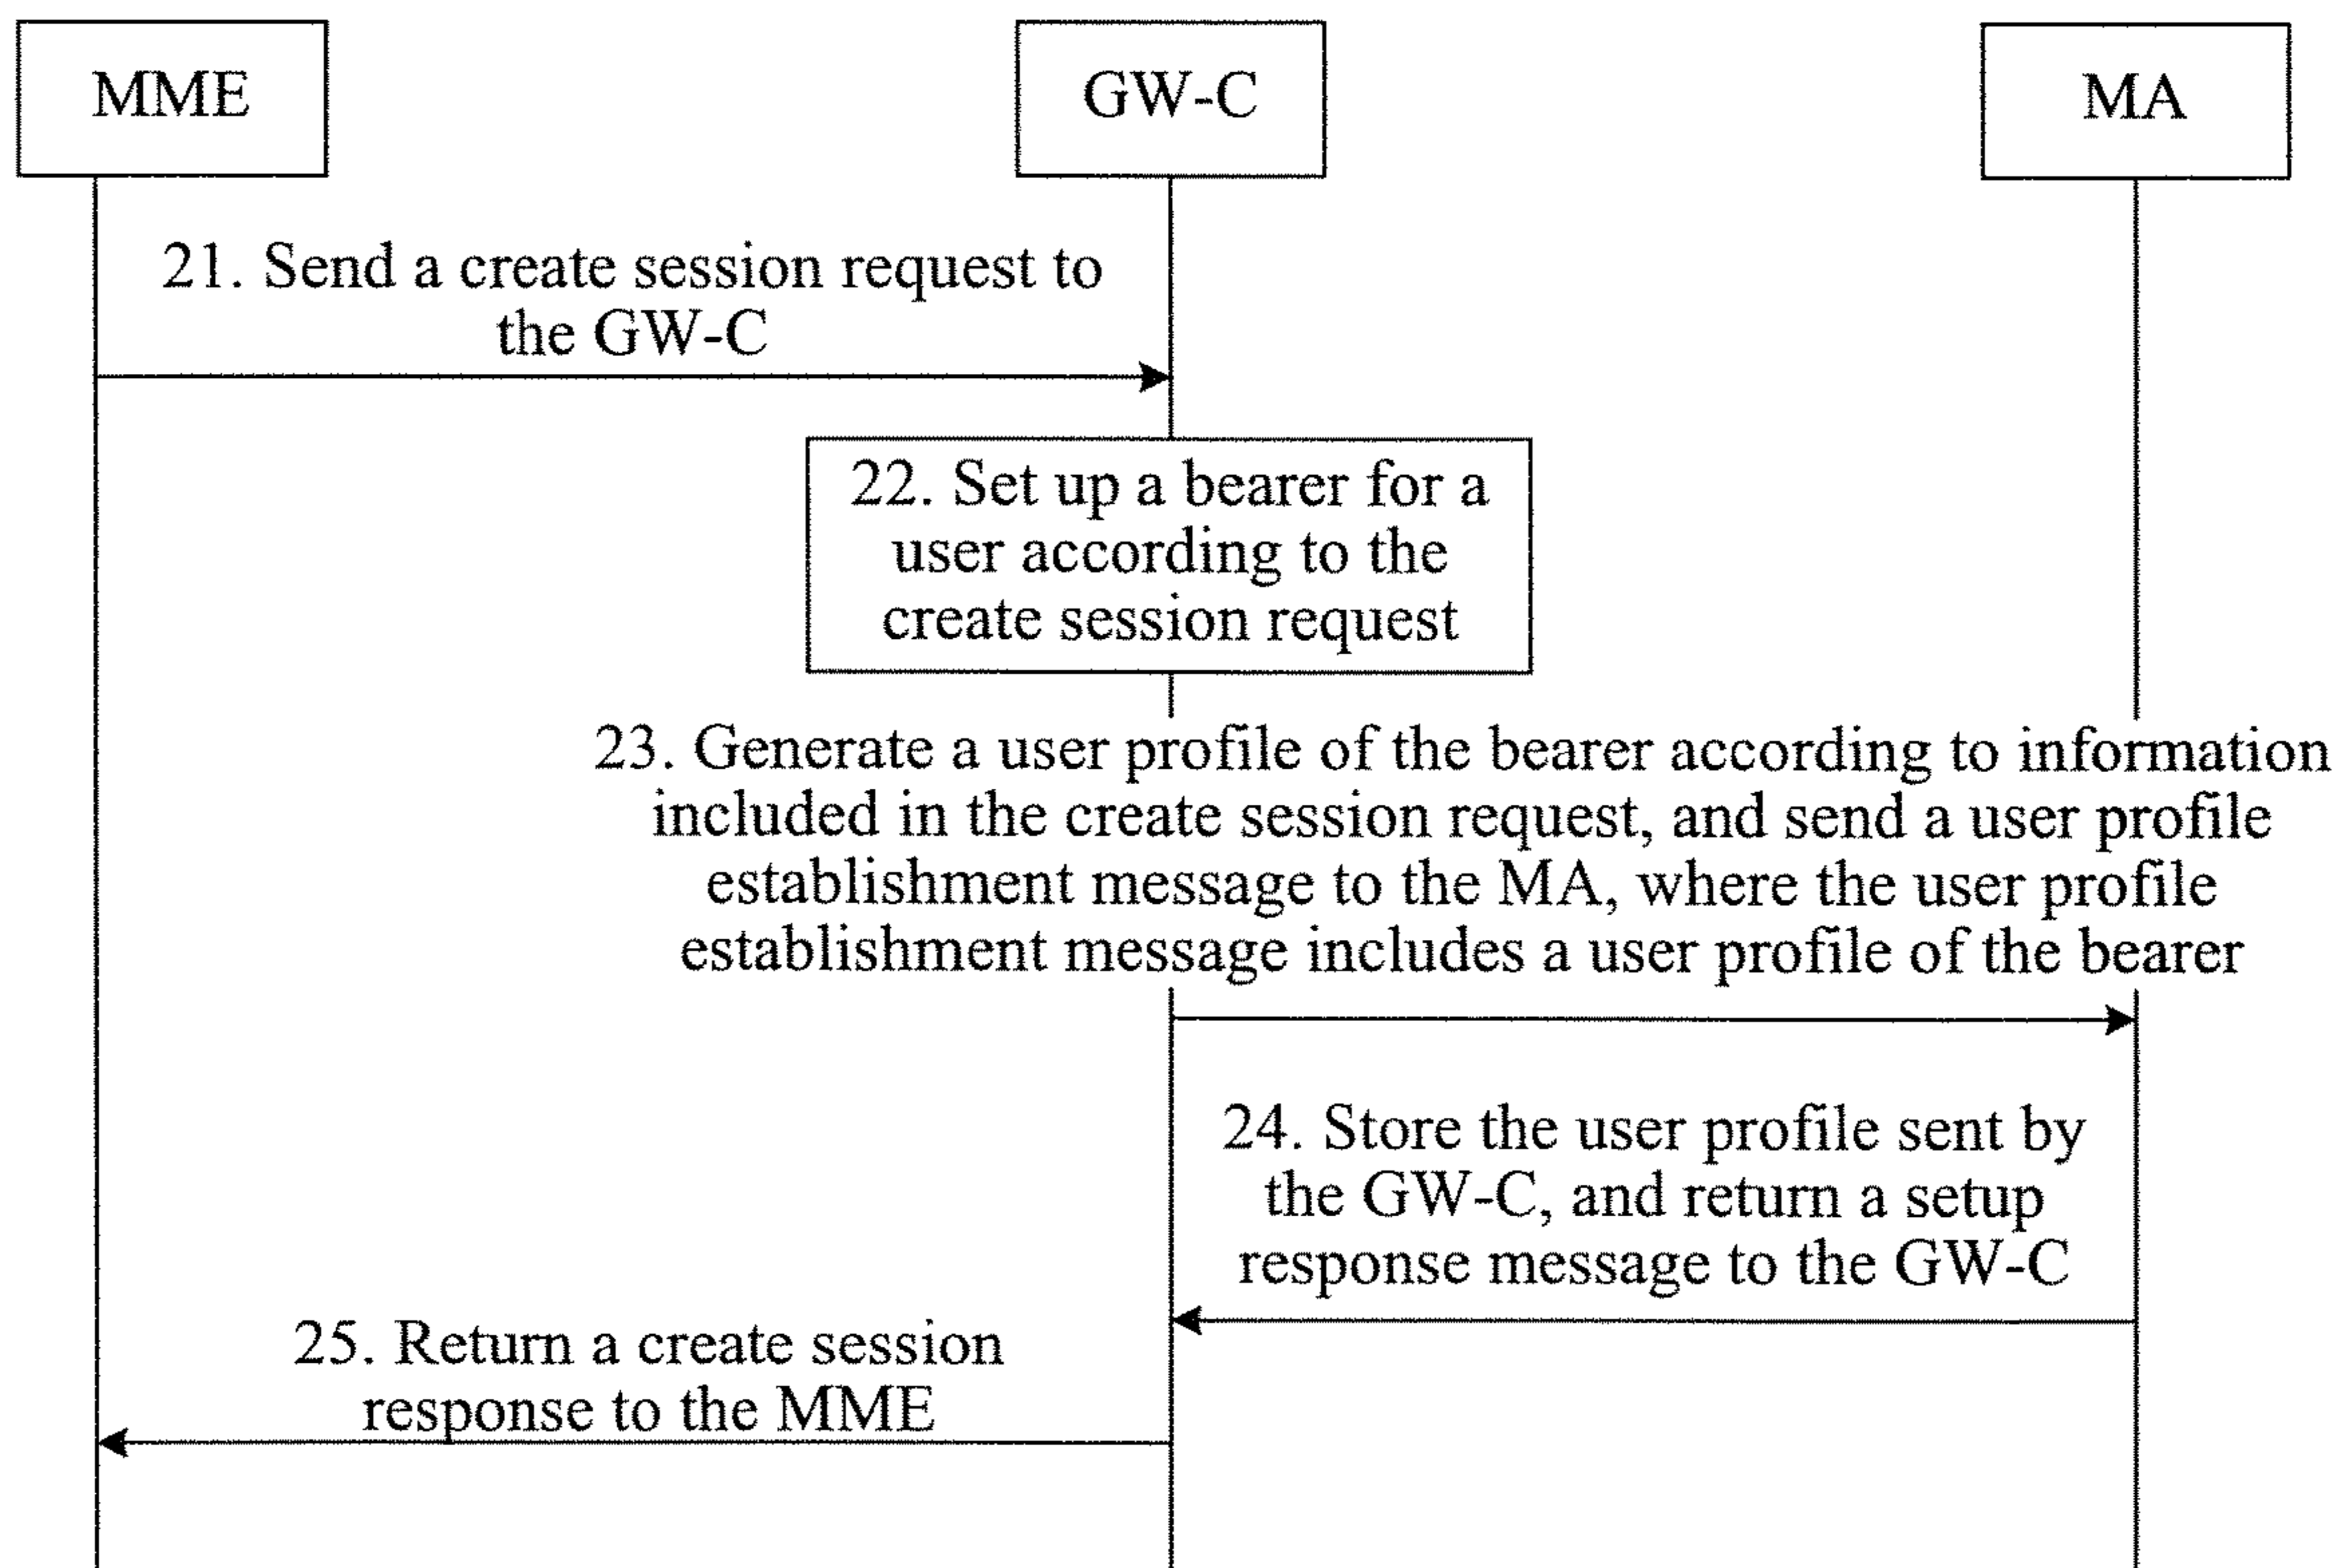 MME
GW-C
MA
21. Send a create session request to
the GW-C
22. Set up a bearer for a
user according to the
create session request
23. Generate a user profile of the bearer according to information
included in the create session request, and send a user profile
establishment message to the MA, where the user profile
establishment message includes a user profile of the bearer
24. Store the user profile sent by
the GW-C, and return a setup
response message to the GW-C
25. Return a create session
response to the MME